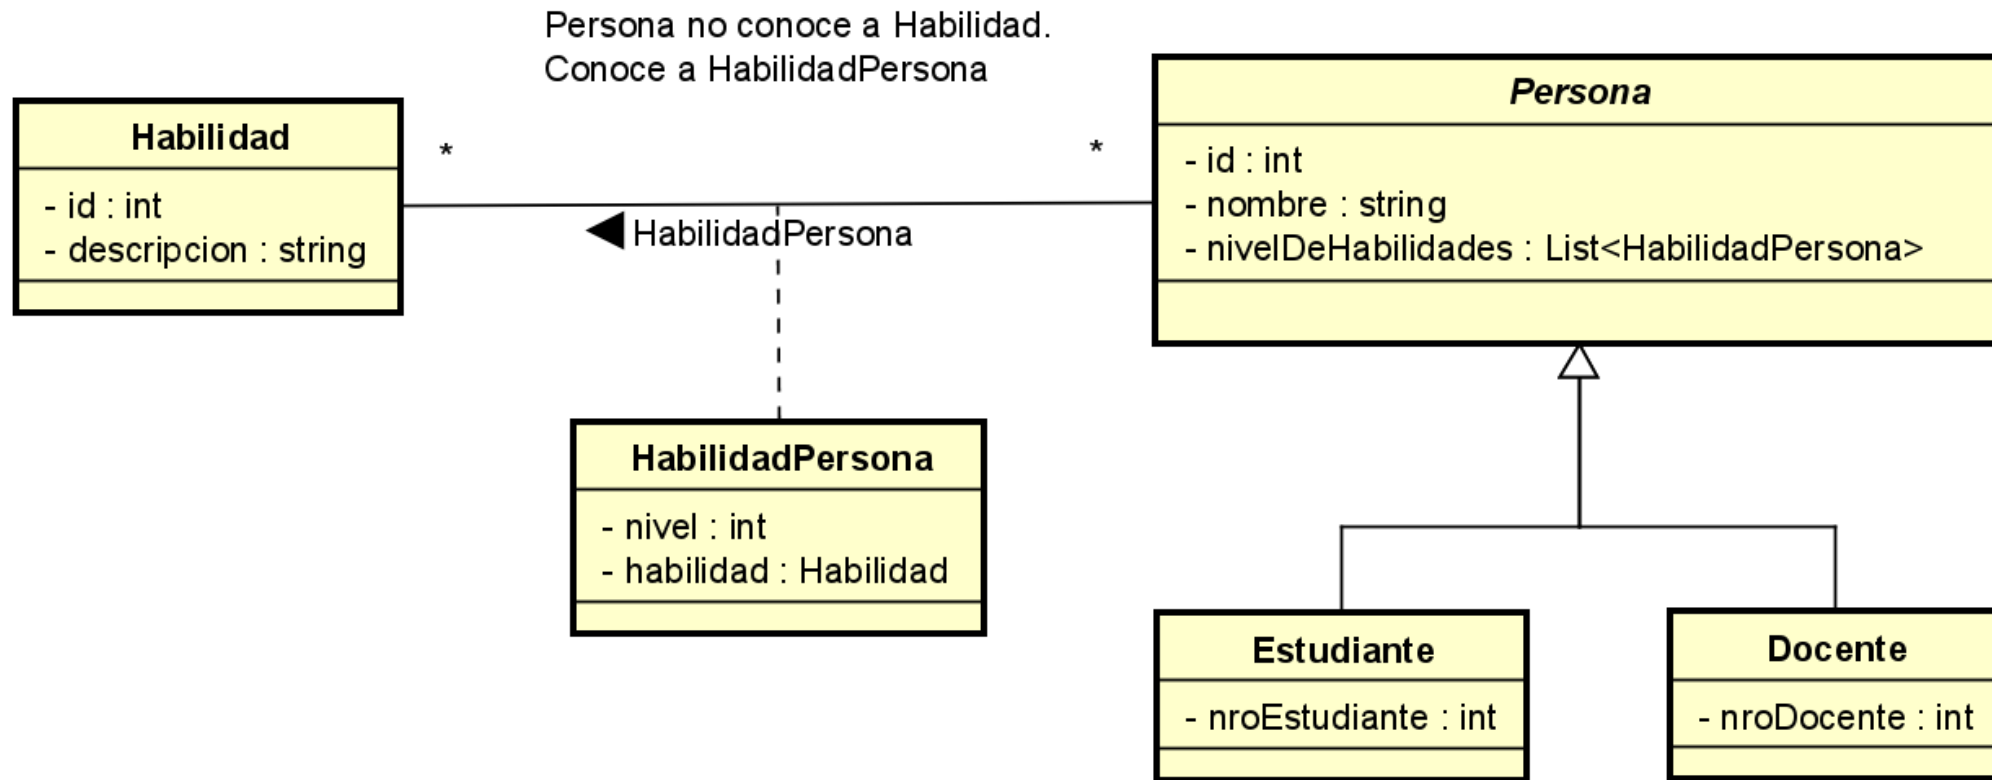 Persona no conoce a Habilidad.
Conoce a HabilidadPersona
Habilidad
- id : int
- descripcion : string
*
*
HabilidadPersona
Persona
- id : int
- nombre : string
- nivelDeHabilidades : List<HabilidadPersona>
HabilidadPersona
- nivel : int
- habilidad : Habilidad
Estudiante
- nroEstudiante : int
Docente
- nroDocente : int